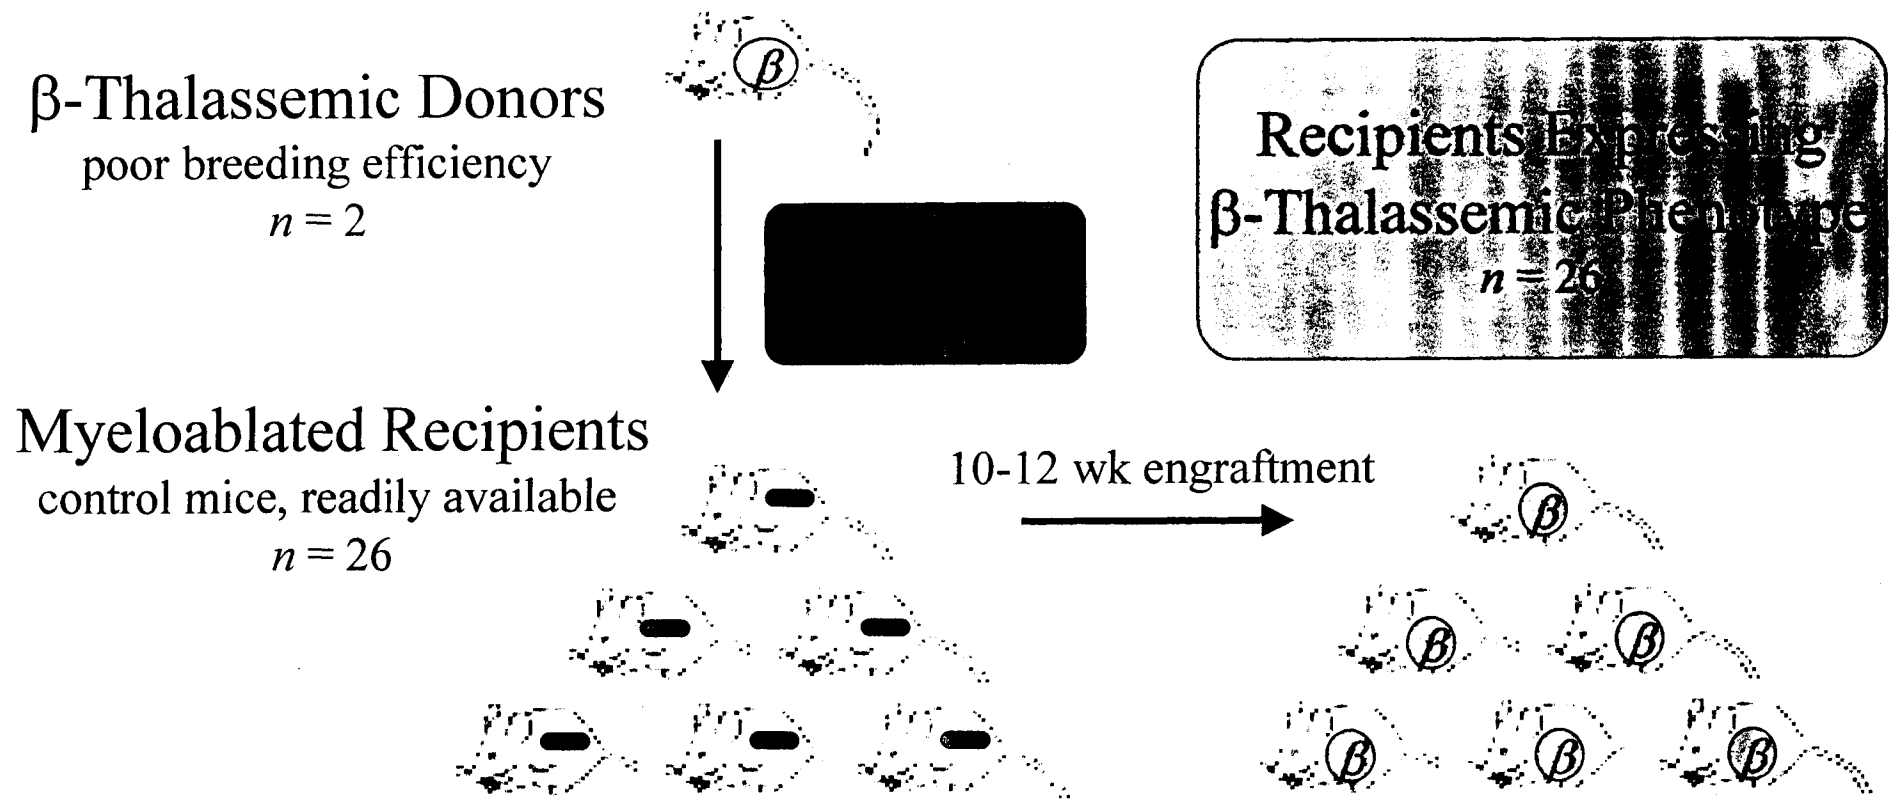 β-Thalassemic Donors
poor breeding efficiency
n = 2
β
Recipients Expressing
β-Thalassemic Phenotype
n = 26
Myeloablated Recipients
control mice, readily available
n = 26
10-12 wk engraftment
β
β
β
β
β
β